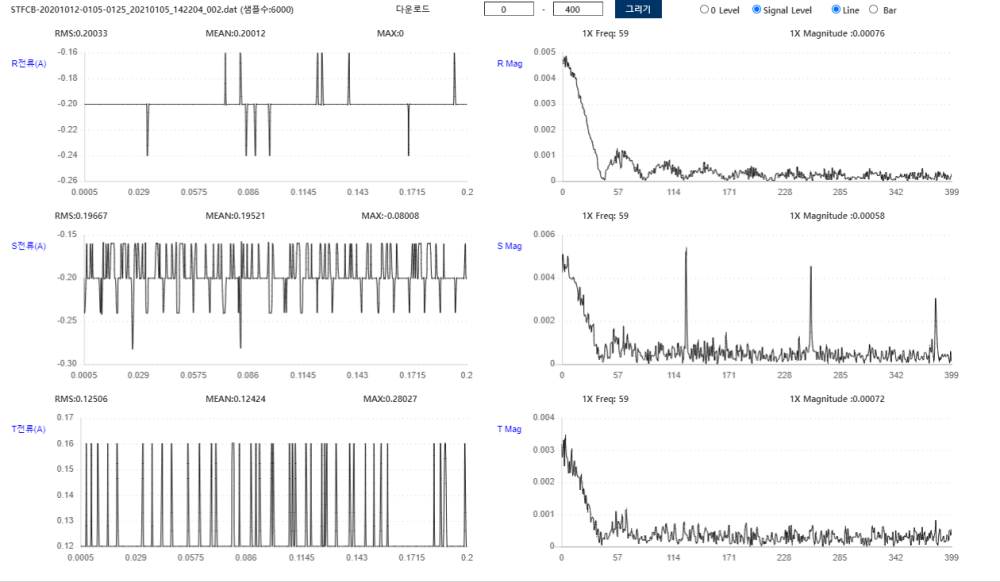 STFCB-20201012-0105-0125_20210105_142204_002.dat (샘플수:6000) 다운로드 0 - 400 그리기 0 Level Signal Level Line Bar
RMS:0.20033 MEAN:0.20012 MAX:0 1X Freq: 59 1X Magnitude :0.00076
R전류(A)
-0.16
-0.18
-0.20
-0.22
-0.24
-0.26
0.0005 0.029 0.0575 0.086 0.1145 0.143 0.1715 0.2
R Mag
0.005
0.004
0.003
0.002
0.001
0
0 57 114 171 228 285 342 399
RMS:0.19667 MEAN:0.19521 MAX:-0.08008 1X Freq: 59 1X Magnitude :0.00058
S전류(A)
-0.15
-0.20
-0.25
-0.30
0.0005 0.029 0.0575 0.086 0.1145 0.143 0.1715 0.2
S Mag
0.006
0.004
0.002
0
0 57 114 171 228 285 342 399
RMS:0.12506 MEAN:0.12424 MAX:0.28027 1X Freq: 59 1X Magnitude :0.00072
T전류(A)
0.17
0.16
0.15
0.14
0.13
0.12
0.0005 0.029 0.0575 0.086 0.1145 0.143 0.1715 0.2
T Mag
0.004
0.003
0.002
0.001
0
0 57 114 171 228 285 342 399